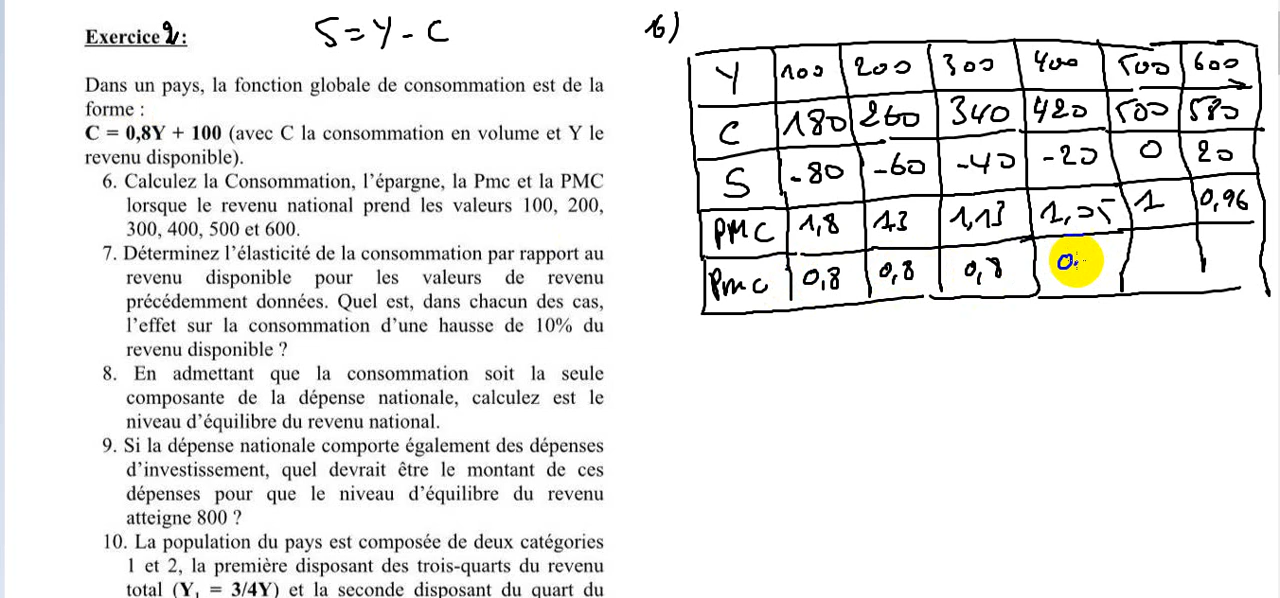 Exercice 2:
S = Y - C
Dans un pays, la fonction globale de consommation est de la
forme :
C = 0,8Y + 100 (avec C la consommation en volume et Y le
revenu disponible).
6. Calculez la Consommation, l'épargne, la Pmc et la PMC
lorsque le revenu national prend les valeurs 100, 200,
300, 400, 500 et 600.
7. Déterminez l'élasticité de la consommation par rapport au
revenu disponible pour les valeurs de revenu
précédemment données. Quel est, dans chacun des cas,
l'effet sur la consommation d'une hausse de 10% du
revenu disponible ?
8. En admettant que la consommation soit la seule
composante de la dépense nationale, calculez est le
niveau d'équilibre du revenu national.
9. Si la dépense nationale comporte également des dépenses
d'investissement, quel devrait être le montant de ces
dépenses pour que le niveau d'équilibre du revenu
atteigne 800 ?
10. La population du pays est composée de deux catégories
1 et 2, la première disposant des trois-quarts du revenu
total (Y1 = 3/4Y) et la seconde disposant du quart du
Y 100 200 300 400 500 600
C 180 260 340 420 500 580
S -80 -60 -40 -20 0 20
PMC 1,8 1,3 1,13 1,05 1 0,96
Pmc 0,8 0,8 0,8 0.